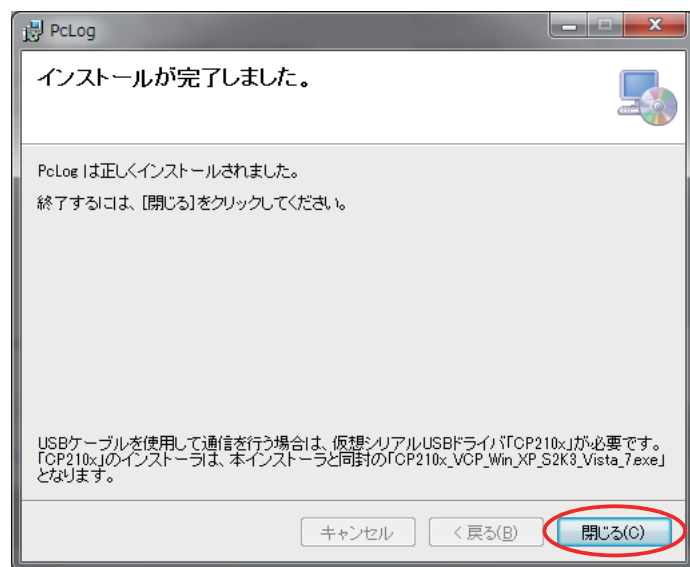 PcLog
インストールが完了しました。
PcLog は正しくインストールされました。
終了するには、[閉じる]をクリックしてください。
USBケーブルを使用して通信を行う場合は、仮想シリアルUSBドライバ「CP210x」が必要です。
「CP210x」のインストーラは、本インストーラと同封の「CP210x_VCP_Win_XP_S2K3_Vista_7.exe」
となります。
キャンセル
< 戻る(B)
閉じる(C)